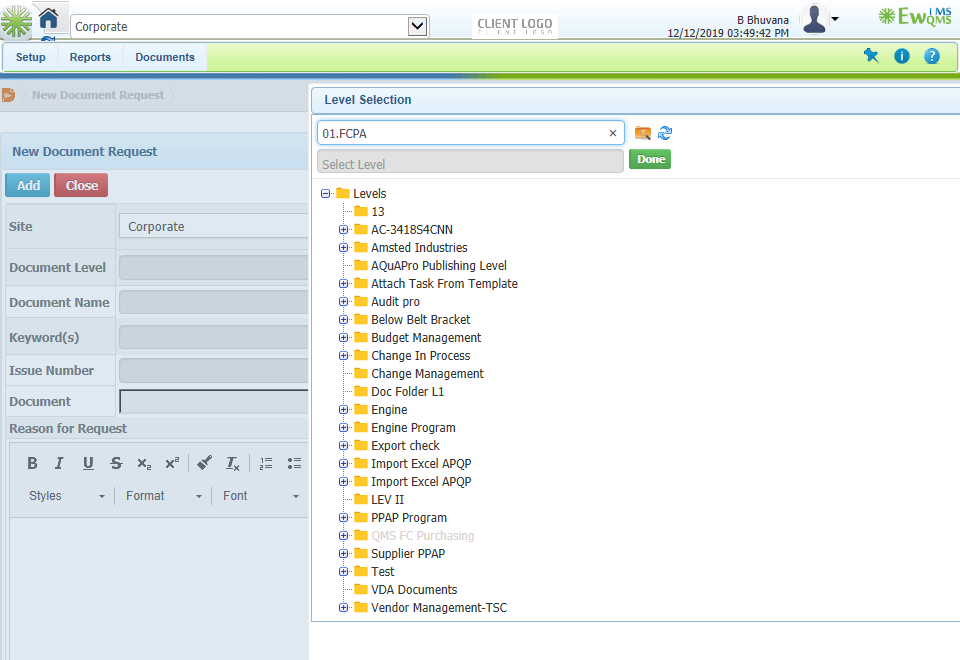 Corporate
CLIENT LOGO
B Bhuvana
12/12/2019 03:49:42 PM
EwQMS
iMS
Setup Reports Documents
New Document Request
Level Selection
01.FCPA
Select Level
Done
New Document Request
Add Close
Site Corporate
Document Level
Document Name
Keyword(s)
Issue Number
Document
Reason for Request
Styles Format Font
Levels
13
AC-3418S4CNN
Amsted Industries
AQuAPro Publishing Level
Attach Task From Template
Audit pro
Below Belt Bracket
Budget Management
Change In Process
Change Management
Doc Folder L1
Engine
Engine Program
Export check
Import Excel APQP
Import Excel APQP
LEV II
PPAP Program
QMS FC Purchasing
Supplier PPAP
Test
VDA Documents
Vendor Management-TSC